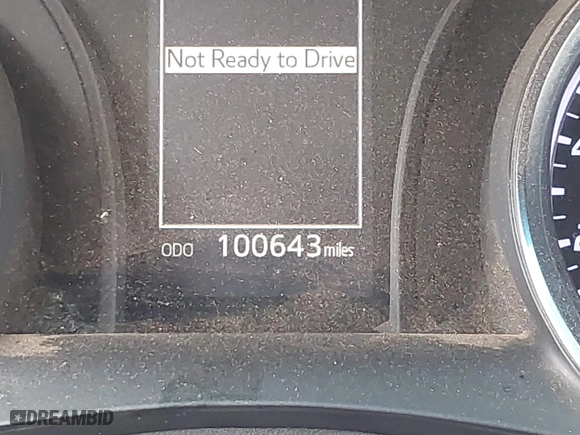 Not Ready to Drive
ODO 100643 miles
DREAMBID